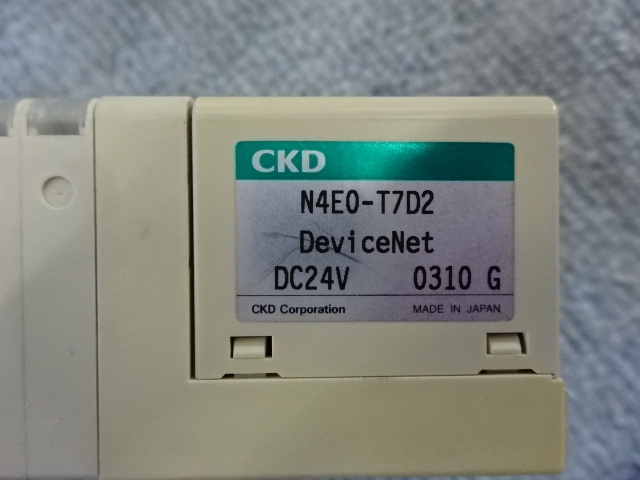 CKD
N4E0-T7D2
DeviceNet
DC24V 0310 G
CKD Corporation MADE IN JAPAN